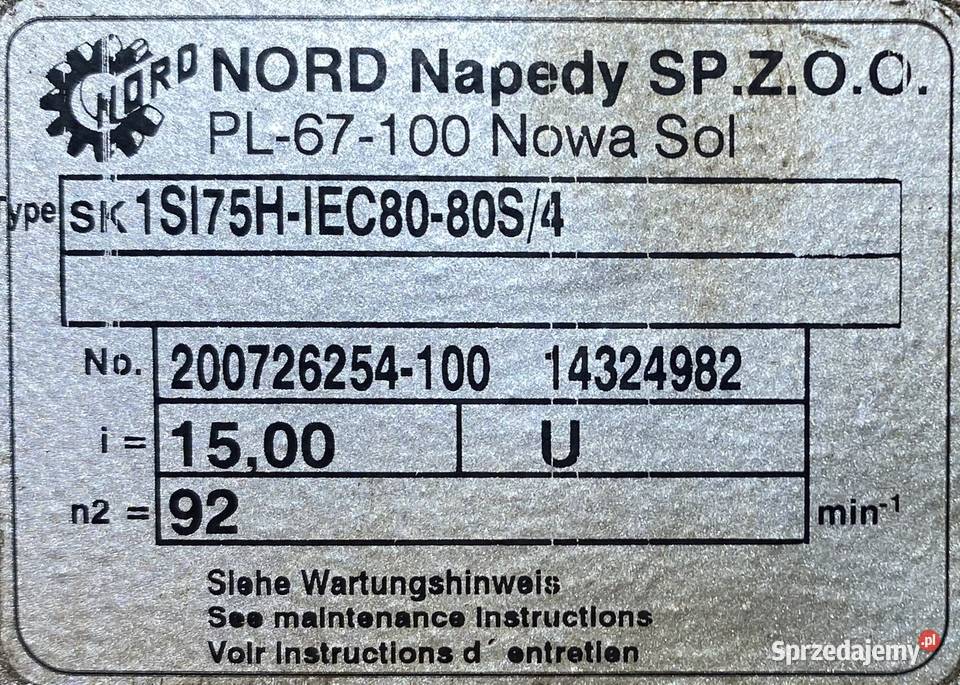 NORD NORD Napedy SP.Z.O.O.
PL-67-100 Nowa Sol
Type SK 1SI75H-IEC80-80S/4
No. 200726254-100 14324982
i = 15,00 U
n2 = 92 min-1
Siehe Wartungshinweis
See maintenance instructions
Voir instructions d´ entretien
Sprzedajemy.pl